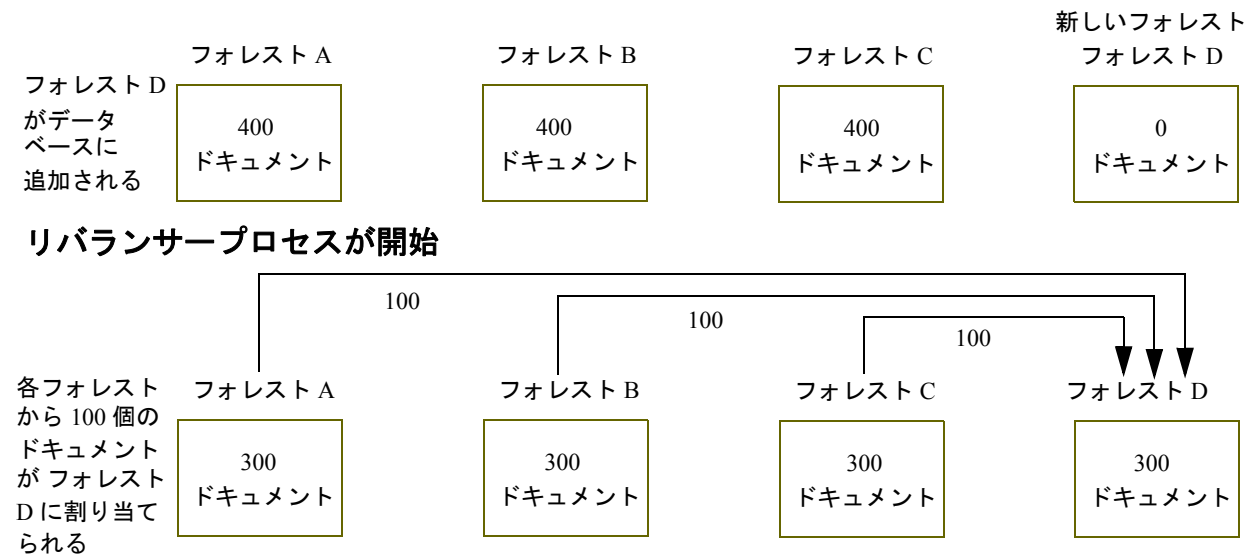 新しいフォレスト
フォレスト A
フォレスト B
フォレスト C
フォレスト D
フォレスト D
がデータ
ベースに
追加される
400
ドキュメント
400
ドキュメント
400
ドキュメント
0
ドキュメント
リバランサープロセスが開始
100
100
100
各フォレスト
から 100 個の
ドキュメント
が フォレスト
D に割り当て
られる
フォレスト A
フォレスト B
フォレスト C
フォレスト D
300
ドキュメント
300
ドキュメント
300
ドキュメント
300
ドキュメント